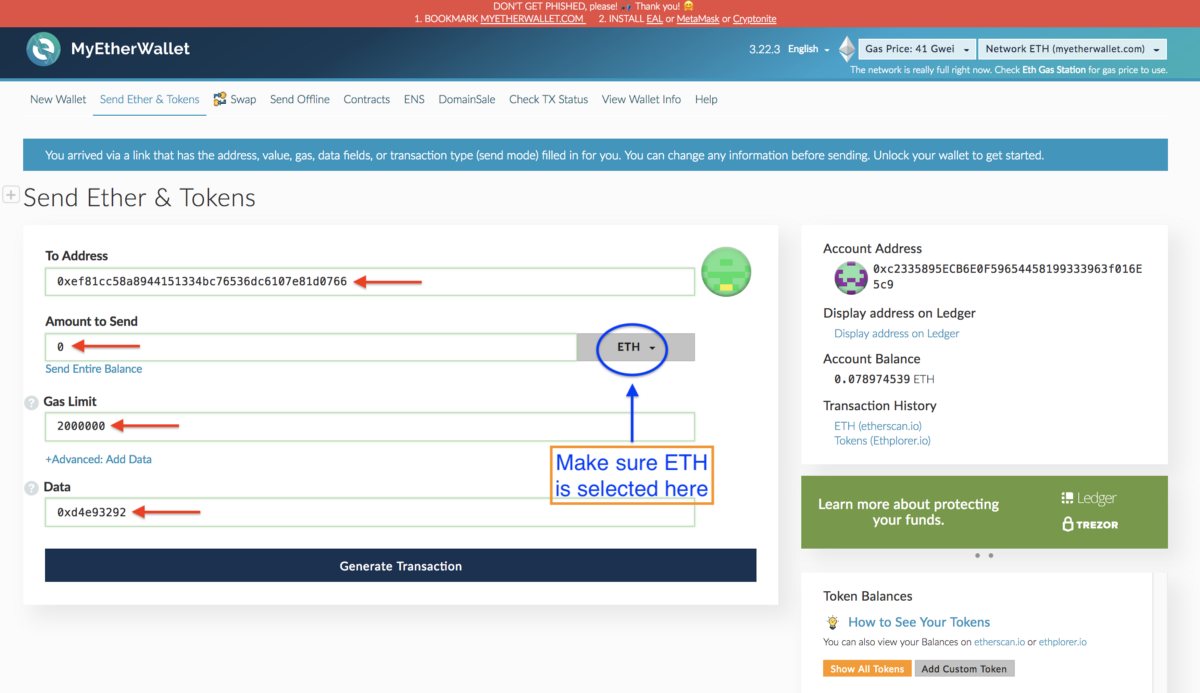 DON'T GET PHISHED, please! Thank you!
1. BOOKMARK MYETHERWALLET.COM 2. INSTALL EAL or MetaMask or Cryptonite
MyEtherWallet
3.22.3 English
Gas Price: 41 Gwei
Network ETH (myetherwallet.com)
The network is really full right now. Check Eth Gas Station for gas price to use.
New Wallet Send Ether & Tokens Swap Send Offline Contracts ENS DomainSale Check TX Status View Wallet Info Help
You arrived via a link that has the address, value, gas, data fields, or transaction type (send mode) filled in for you. You can change any information before sending. Unlock your wallet to get started.
+
Send Ether & Tokens
To Address
0xef81cc58a8944151334bc76536dc6107e81d0766
Amount to Send
0
ETH
Send Entire Balance
? Gas Limit
2000000
+Advanced: Add Data
Make sure ETH
is selected here
? Data
0xd4e93292
Generate Transaction
Account Address
0xc2335895ECB6E0F59654458199333963f016E
5c9
Display address on Ledger
Display address on Ledger
Account Balance
0.078974539 ETH
Transaction History
ETH (etherscan.io)
Tokens (Ethplorer.io)
Learn more about protecting
your funds.
Ledger
TREZOR
Token Balances
How to See Your Tokens
You can also view your Balances on etherscan.io or ethplorer.io
Show All Tokens
Add Custom Token